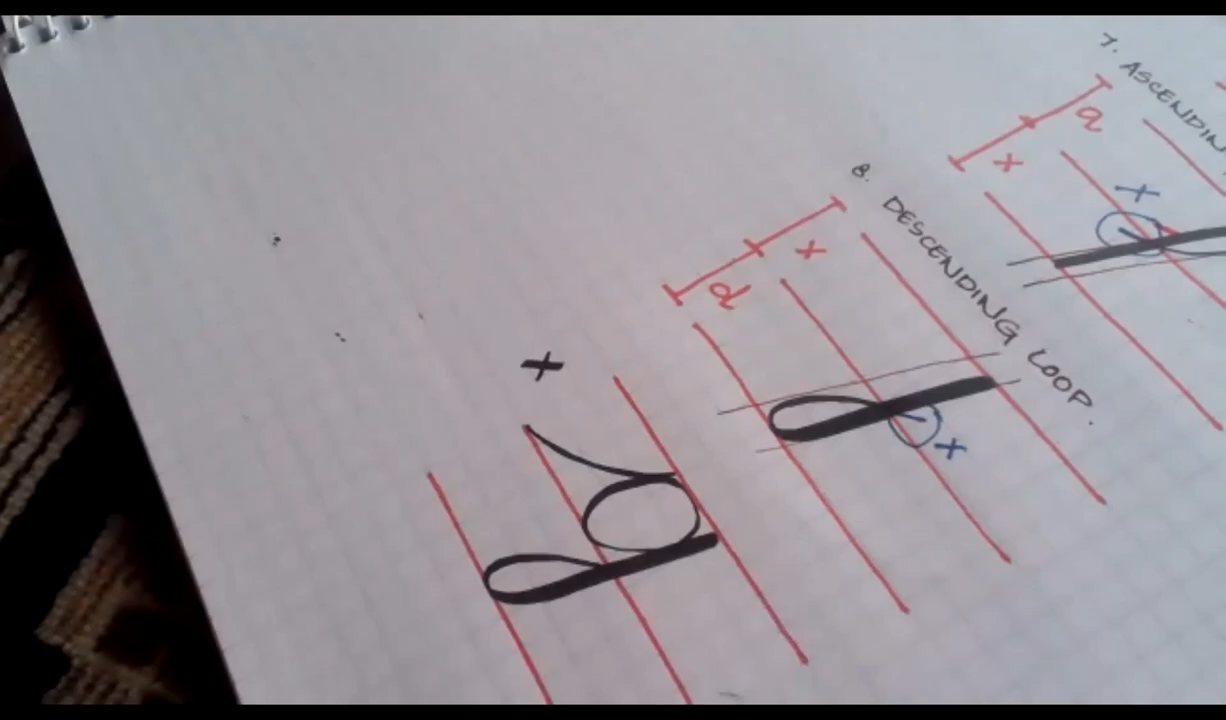 7. ASCENDIN
a
x
x
8. DESCENDING LOOP.
x
d
x
x
g